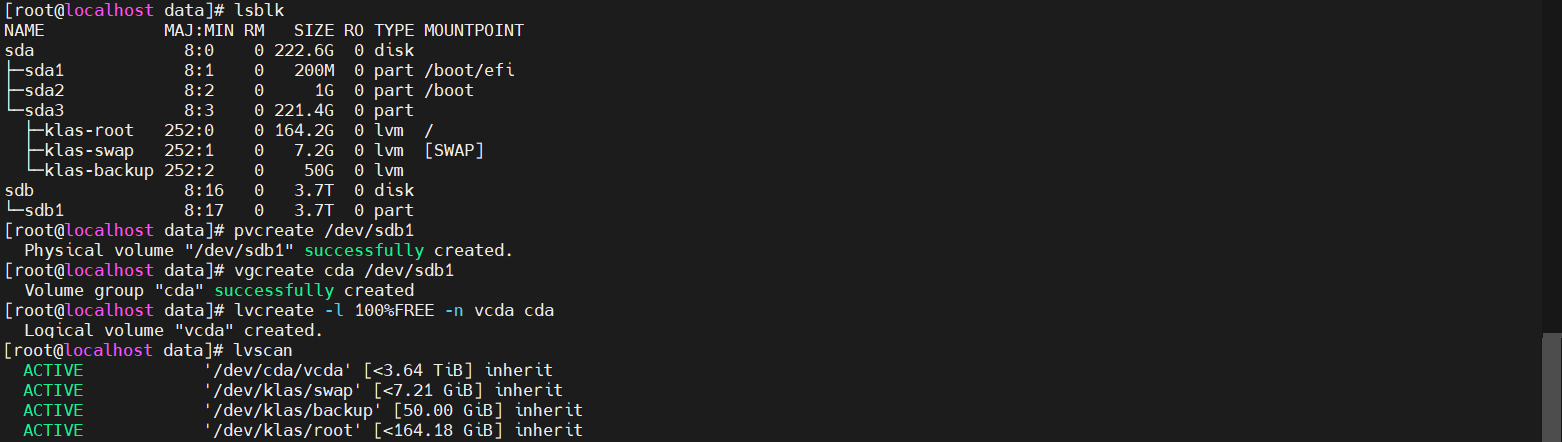 [root@localhost data]# lsblk
NAME            MAJ:MIN RM   SIZE RO TYPE MOUNTPOINT
sda               8:0    0 222.6G  0 disk
├─sda1            8:1    0   200M  0 part /boot/efi
├─sda2            8:2    0     1G  0 part /boot
└─sda3            8:3    0 221.4G  0 part
  ├─klas-root   252:0    0 164.2G  0 lvm  /
  ├─klas-swap   252:1    0   7.2G  0 lvm  [SWAP]
  └─klas-backup 252:2    0    50G  0 lvm
sdb               8:16   0   3.7T  0 disk
└─sdb1            8:17   0   3.7T  0 part
[root@localhost data]# pvcreate /dev/sdb1
  Physical volume "/dev/sdb1" successfully created.
[root@localhost data]# vgcreate cda /dev/sdb1
  Volume group "cda" successfully created
[root@localhost data]# lvcreate -l 100%FREE -n vcda cda
  Logical volume "vcda" created.
[root@localhost data]# lvscan
  ACTIVE            '/dev/cda/vcda' [<3.64 TiB] inherit
  ACTIVE            '/dev/klas/swap' [<7.21 GiB] inherit
  ACTIVE            '/dev/klas/backup' [50.00 GiB] inherit
  ACTIVE            '/dev/klas/root' [<164.18 GiB] inherit